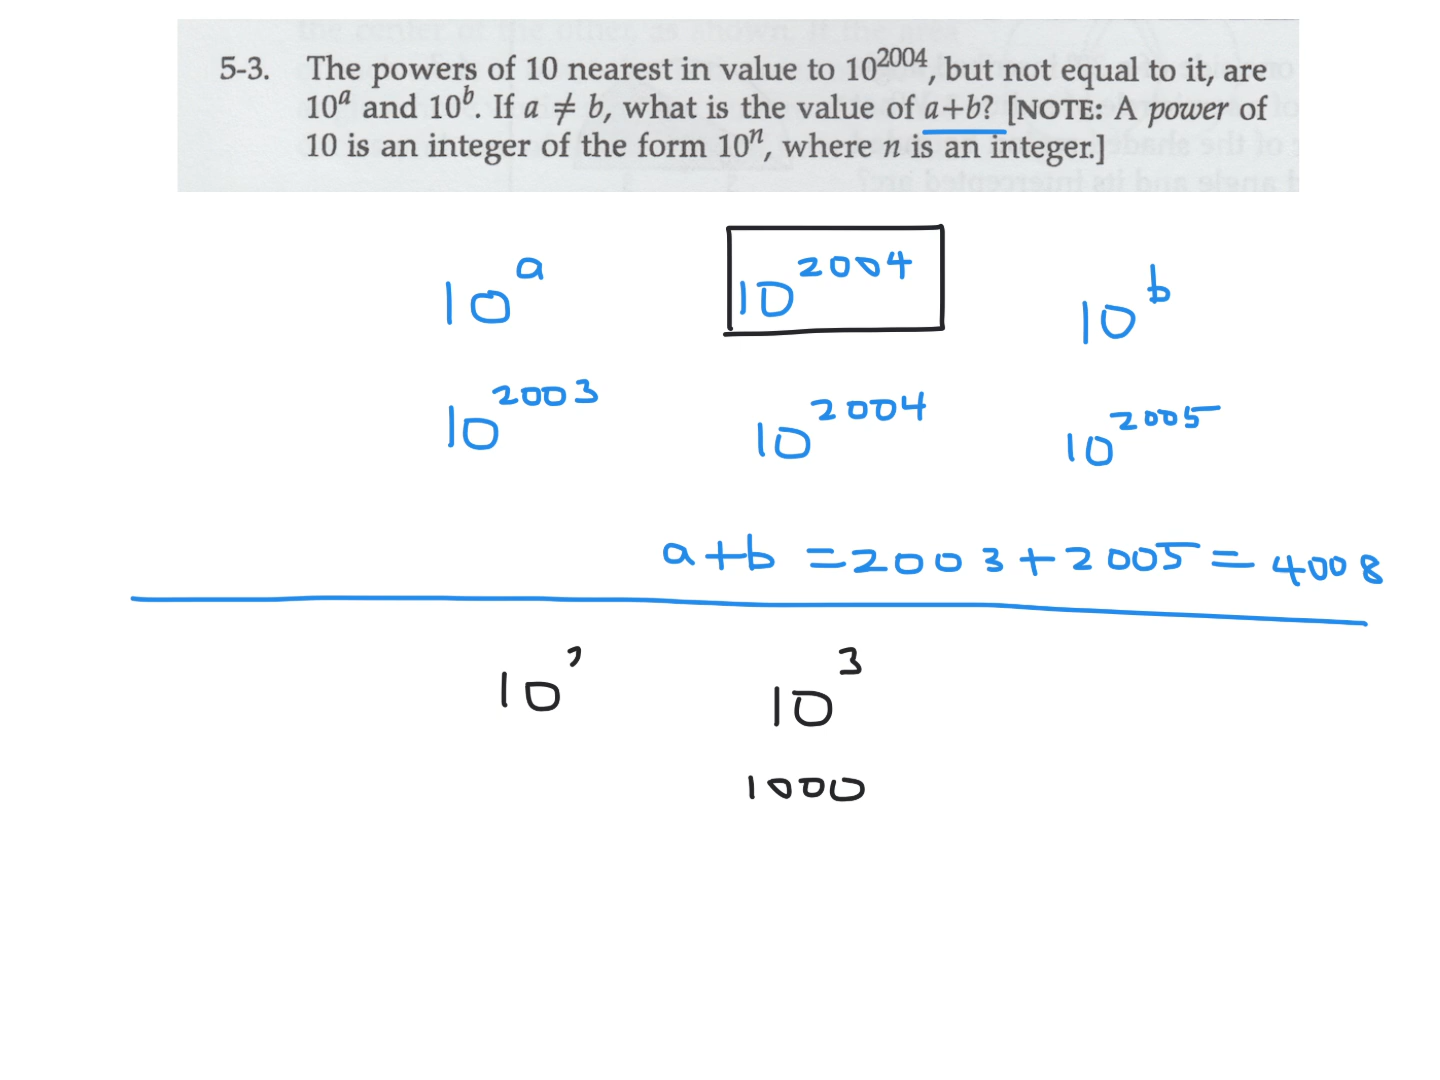 5-3. The powers of 10 nearest in value to 10^2004, but not equal to it, are
10^a and 10^b. If a ≠ b, what is the value of a+b? [NOTE: A power of
10 is an integer of the form 10^n, where n is an integer.]
10^a 10^2004 10^b
10^2003 10^2004 10^2005
a+b = 2003+2005 = 4008
10 10^3
1000